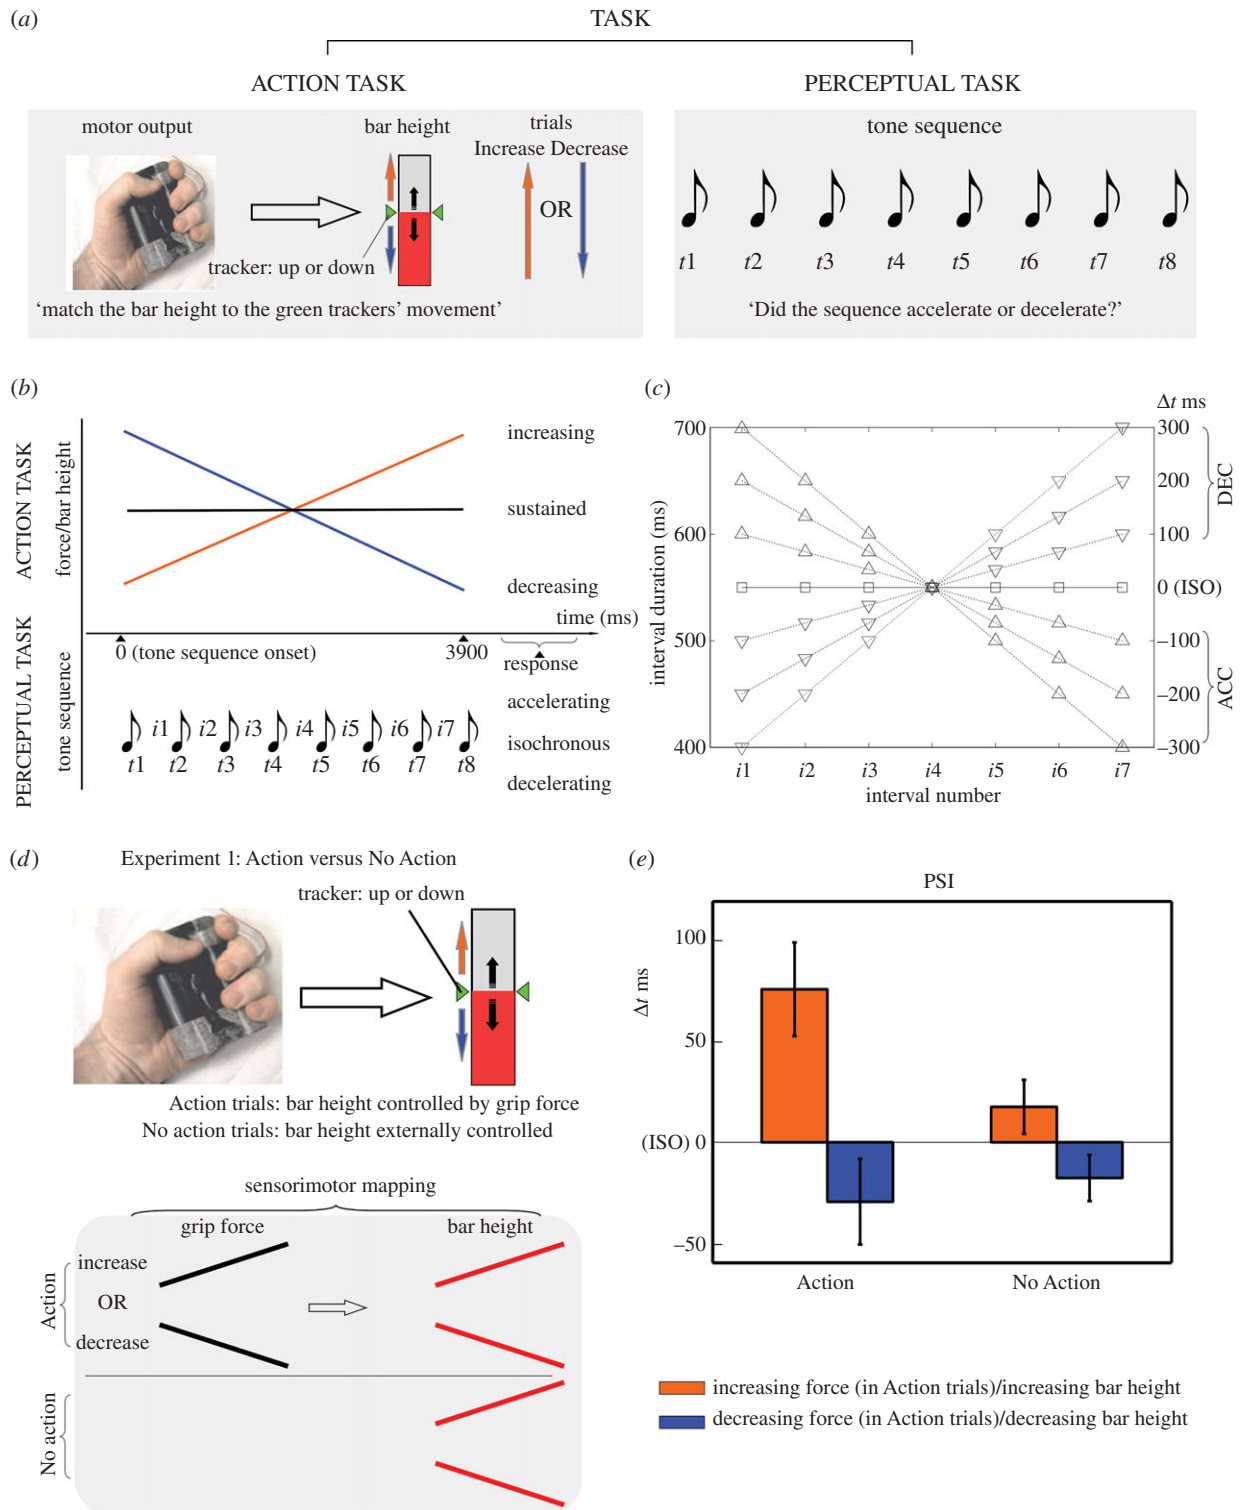 (a)
TASK
ACTION TASK
PERCEPTUAL TASK
motor output
bar height
trials
Increase Decrease
OR
tracker: up or down
'match the bar height to the green trackers' movement'
tone sequence
t1 t2 t3 t4 t5 t6 t7 t8
'Did the sequence accelerate or decelerate?'
(b)
ACTION TASK
force/bar height
increasing
sustained
decreasing
time (ms)
0 (tone sequence onset)
3900
response
PERCEPTUAL TASK
tone sequence
i1 i2 i3 i4 i5 i6 i7
t1 t2 t3 t4 t5 t6 t7 t8
accelerating
isochronous
decelerating
(c)
Δt ms
interval duration (ms)
700
600
500
400
300
200
100
0 (ISO)
–100
–200
–300
DEC
ACC
i1 i2 i3 i4 i5 i6 i7
interval number
(d)
Experiment 1: Action versus No Action
tracker: up or down
Action trials: bar height controlled by grip force
No action trials: bar height externally controlled
sensorimotor mapping
grip force
bar height
Action
increase
OR
decrease
No action
(e)
PSI
Δt ms
100
50
(ISO) 0
–50
Action
No Action
increasing force (in Action trials)/increasing bar height
decreasing force (in Action trials)/decreasing bar height